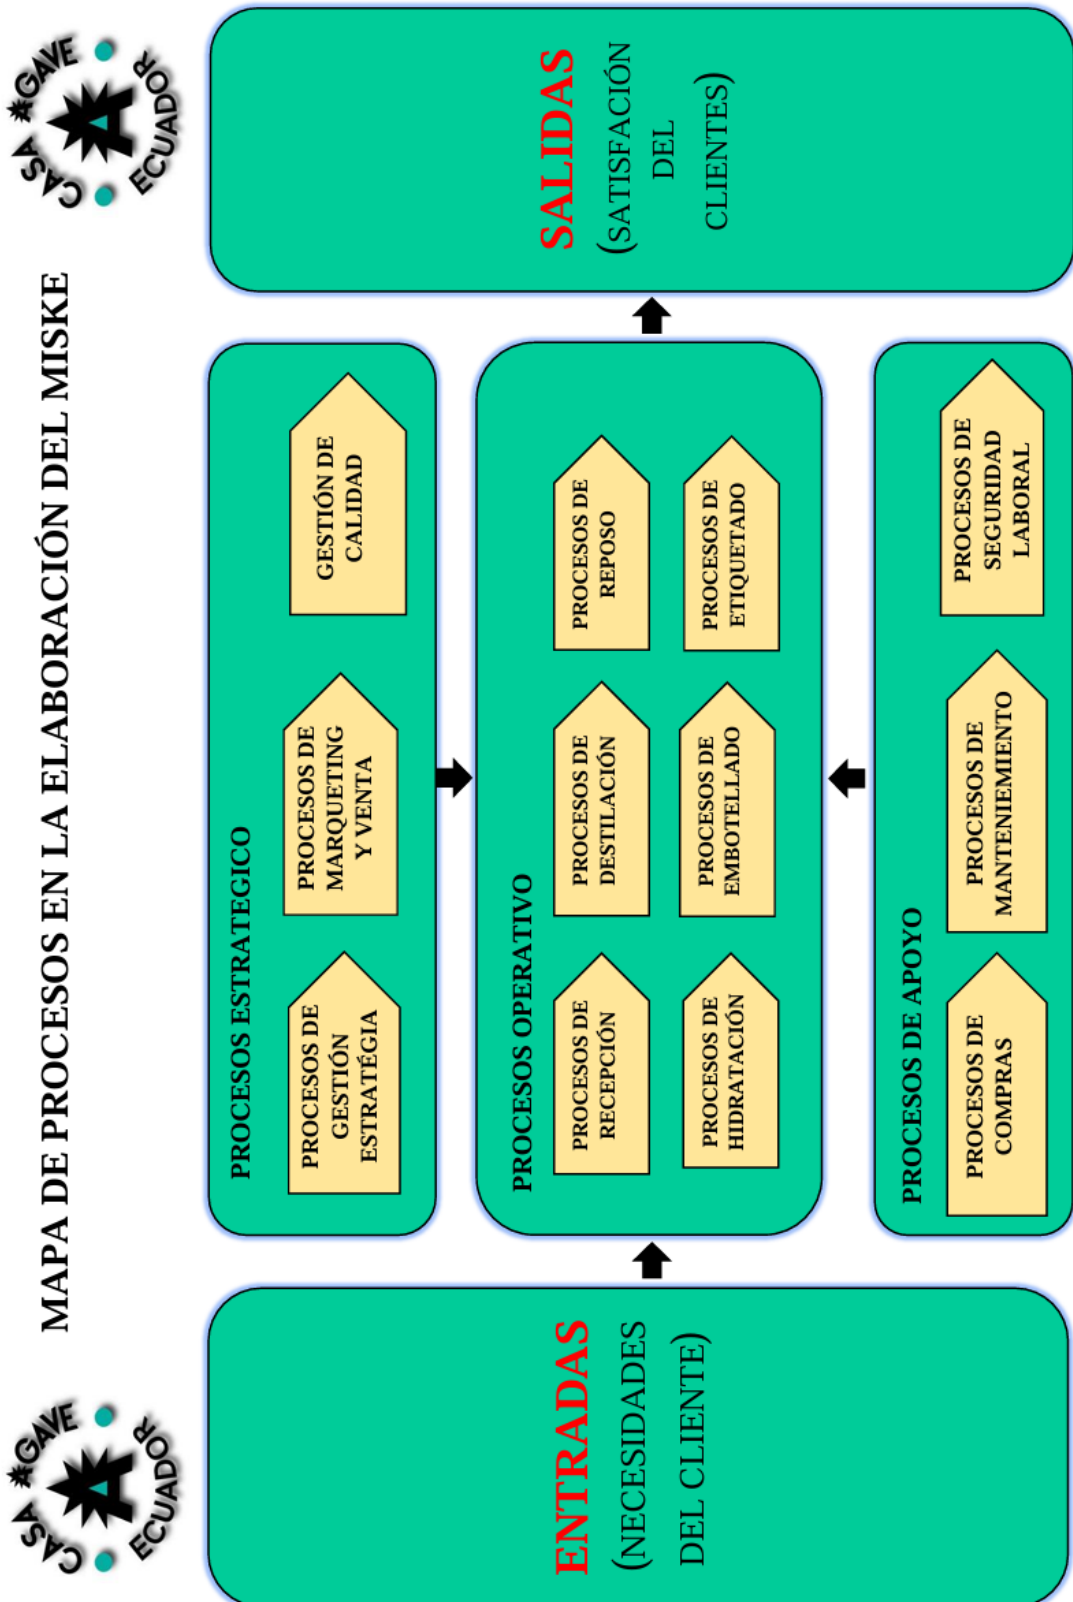 CASA AGAVE
ECUADOR
MAPA DE PROCESOS EN LA ELABORACIÓN DEL MISKE
CASA AGAVE
ECUADOR
ENTRADAS
(NECESIDADES
DEL CLIENTE)
PROCESOS ESTRATEGICO
PROCESOS DE
GESTIÓN
ESTRATÉGIA
PROCESOS DE
MARQUETING
Y VENTA
GESTIÓN DE
CALIDAD
PROCESOS OPERATIVO
PROCESOS DE
RECEPCIÓN
PROCESOS DE
DESTILACIÓN
PROCESOS DE
REPOSO
PROCESOS DE
HIDRATACIÓN
PROCESOS DE
EMBOTELLADO
PROCESOS DE
ETIQUETADO
PROCESOS DE APOYO
PROCESOS DE
COMPRAS
PROCESOS DE
MANTENIMIENTO
PROCESOS DE
SEGURIDAD
LABORAL
SALIDAS
(SATISFACIÓN
DEL
CLIENTES)